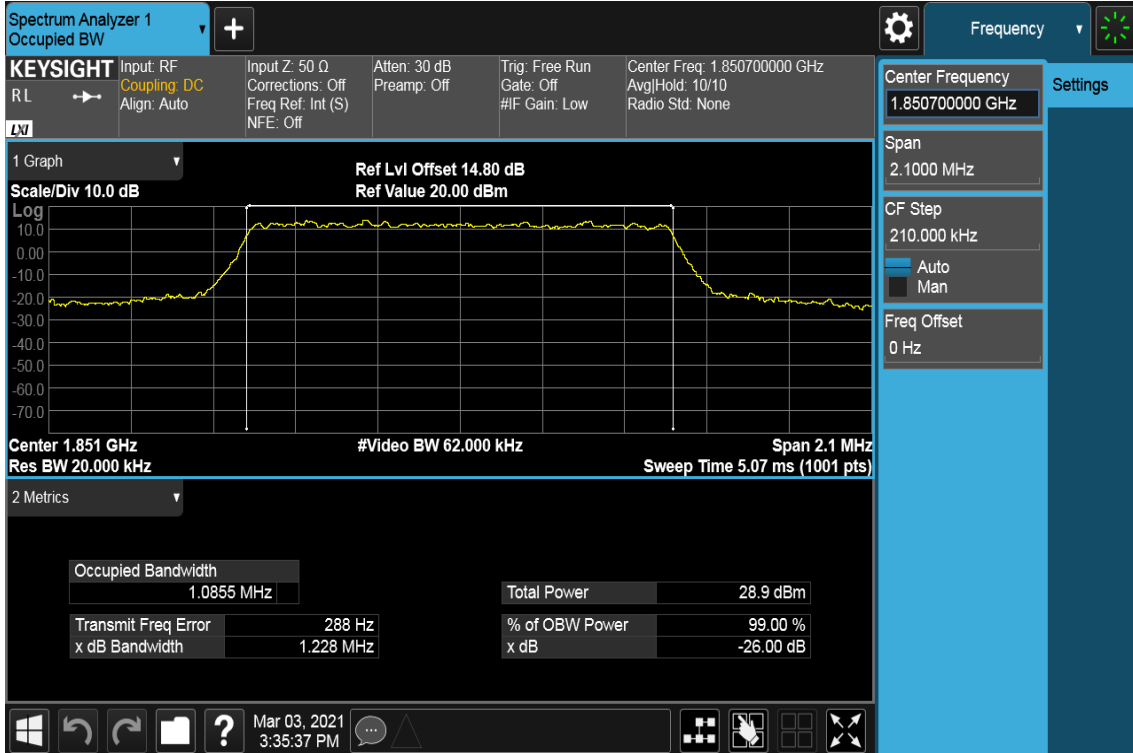 Spectrum Analyzer 1
Occupied BW
Frequency
KEYSIGHT
R L
LXI
Input: RF
Coupling: DC
Align: Auto
Input Z: 50 Ω
Corrections: Off
Freq Ref: Int (S)
NFE: Off
Atten: 30 dB
Preamp: Off
Trig: Free Run
Gate: Off
#IF Gain: Low
Center Freq: 1.850700000 GHz
Avg|Hold: 10/10
Radio Std: None
Center Frequency
1.850700000 GHz
Settings
Span
2.1000 MHz
CF Step
210.000 kHz
Auto
Man
Freq Offset
0 Hz
1 Graph
Scale/Div 10.0 dB
Ref Lvl Offset 14.80 dB
Ref Value 20.00 dBm
Log
10.0
0.00
-10.0
-20.0
-30.0
-40.0
-50.0
-60.0
-70.0
Center 1.851 GHz
#Video BW 62.000 kHz
Span 2.1 MHz
Res BW 20.000 kHz
Sweep Time 5.07 ms (1001 pts)
2 Metrics
Occupied Bandwidth
1.0855 MHz
Total Power 28.9 dBm
Transmit Freq Error 288 Hz
% of OBW Power 99.00 %
x dB Bandwidth 1.228 MHz
x dB -26.00 dB
Mar 03, 2021
3:35:37 PM